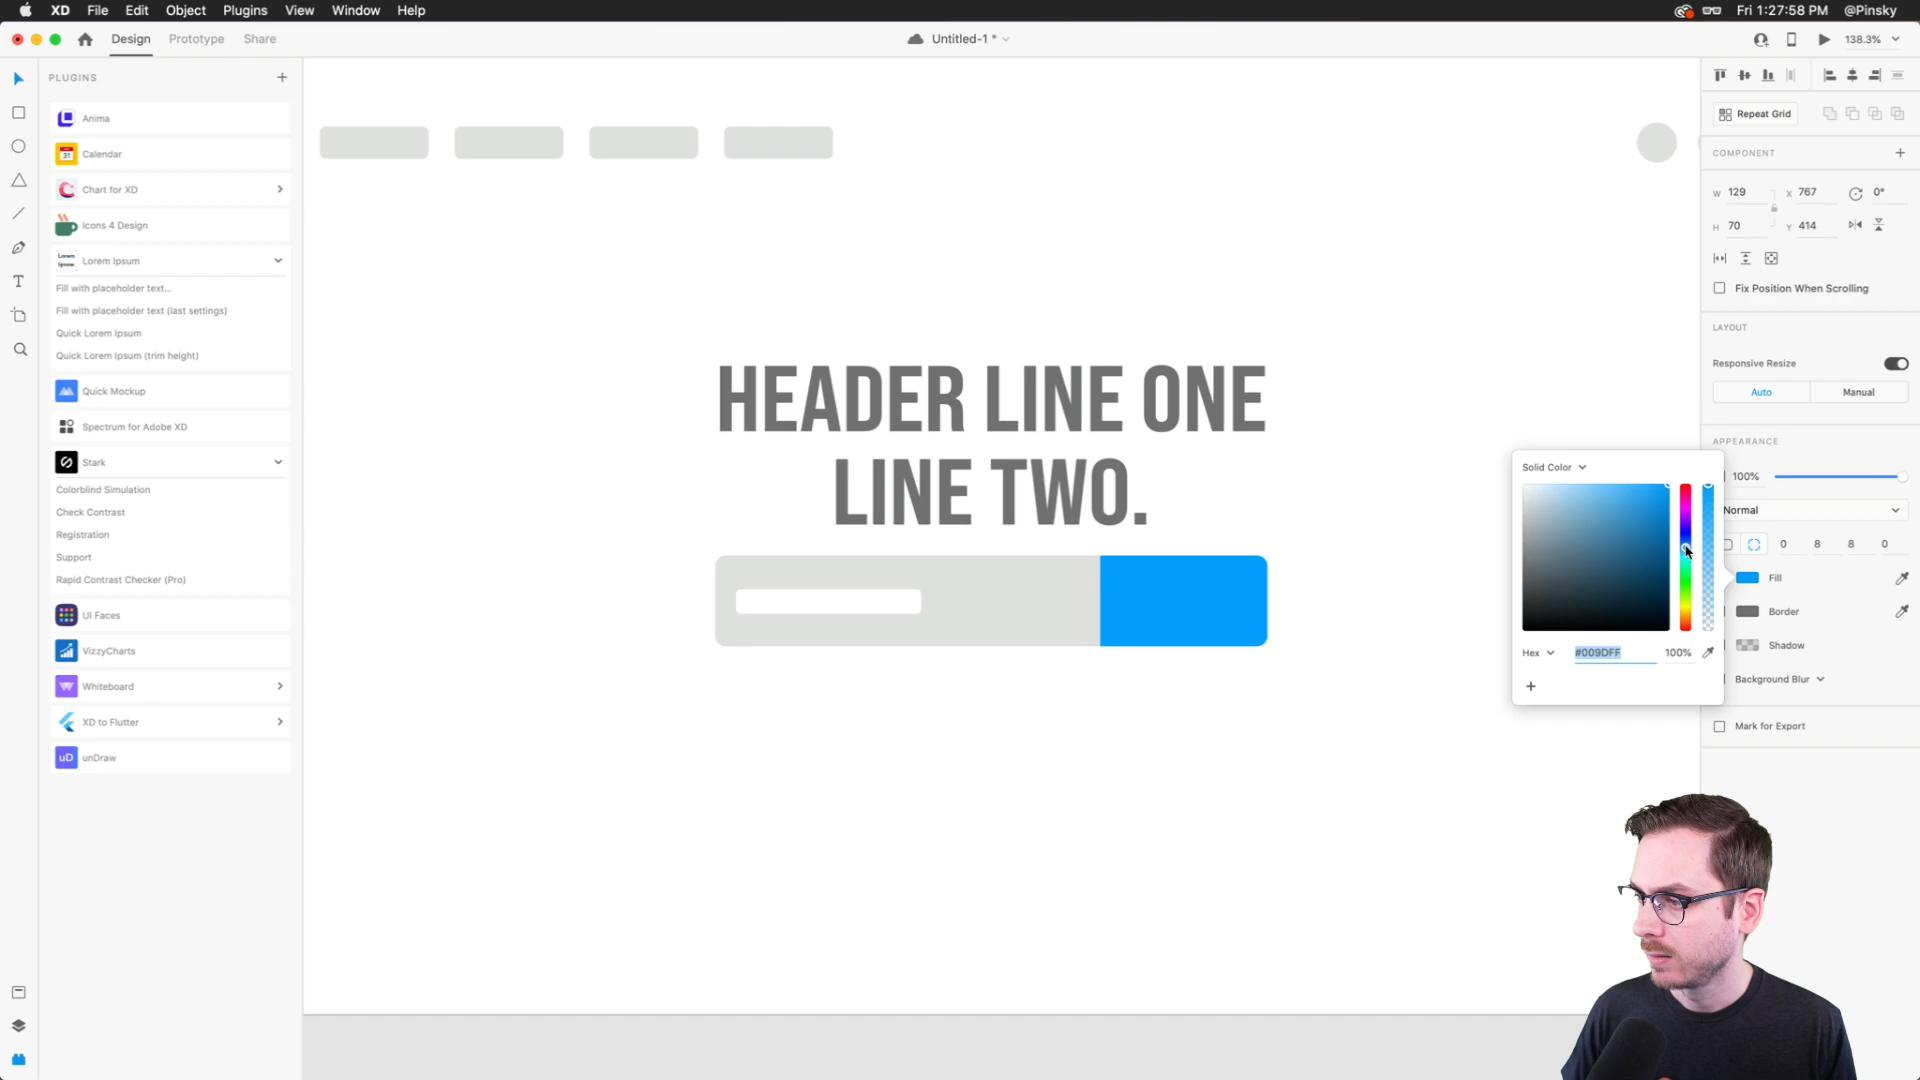 XD File Edit Object Plugins View Window Help
Fri 1:27:58 PM @Pinsky
Design Prototype Share
Untitled-1 *
138.3%
PLUGINS
Anima
31
Calendar
Chart for XD
Icons 4 Design
Lorem Ipsum
Lorem Ipsum
Fill with placeholder text...
Fill with placeholder text (last settings)
Quick Lorem Ipsum
Quick Lorem Ipsum (trim height)
Quick Mockup
Spectrum for Adobe XD
Stark
Colorblind Simulation
Check Contrast
Registration
Support
Rapid Contrast Checker (Pro)
UI Faces
VizzyCharts
Whiteboard
XD to Flutter
uD unDraw
HEADER LINE ONE
LINE TWO.
Repeat Grid
COMPONENT
W 129 X 767 0°
H 70 Y 414
Fix Position When Scrolling
LAYOUT
Responsive Resize
Auto Manual
APPEARANCE
100%
Normal
0 8 8 0
Fill
Border
Shadow
Background Blur
Mark for Export
Solid Color
Hex #009DFF 100%